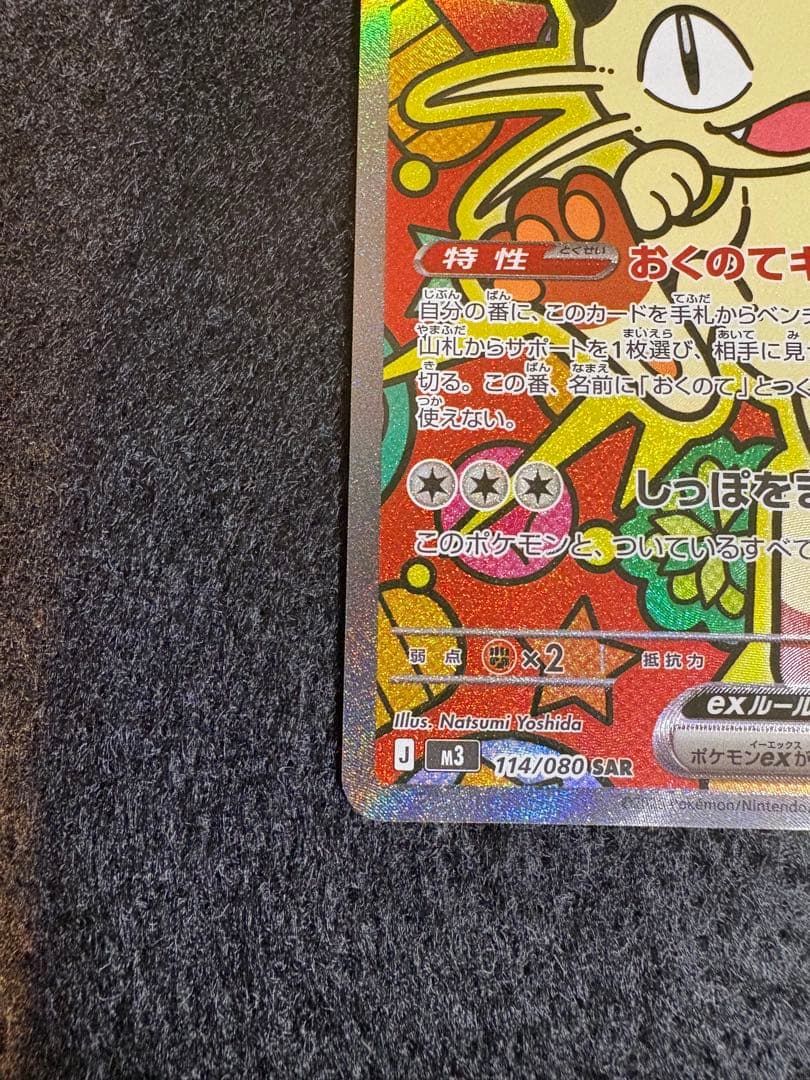 特性 とくせい おくのてキ
じぶん ばん てふだ
自分の番に、このカードを手札からベンチ
やまふだ まいえら あいて み
山札からサポートを1枚選び、相手に見せ
き ばん なまえ
切る。この番、名前に「おくのて」とつく
つか
使えない。
しっぽをま
このポケモンと、ついているすべて
弱点 ×2 抵抗力
Illus. Natsumi Yoshida
exルール
イーエックス
ポケモンexが
J M3 114/080 SAR
©2025 Pokémon/Nintendo